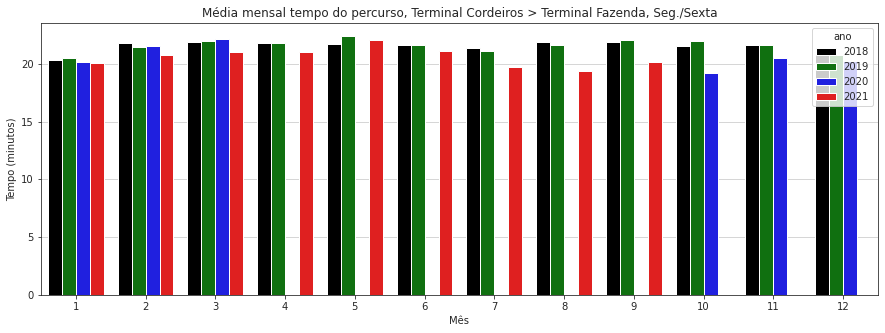 Média mensal tempo do percurso, Terminal Cordeiros > Terminal Fazenda, Seg./Sexta
ano
2018
2019
2020
2021
Tempo (minutos)
20
15
10
5
0
1 2 3 4 5 6 7 8 9 10 11 12
Mês